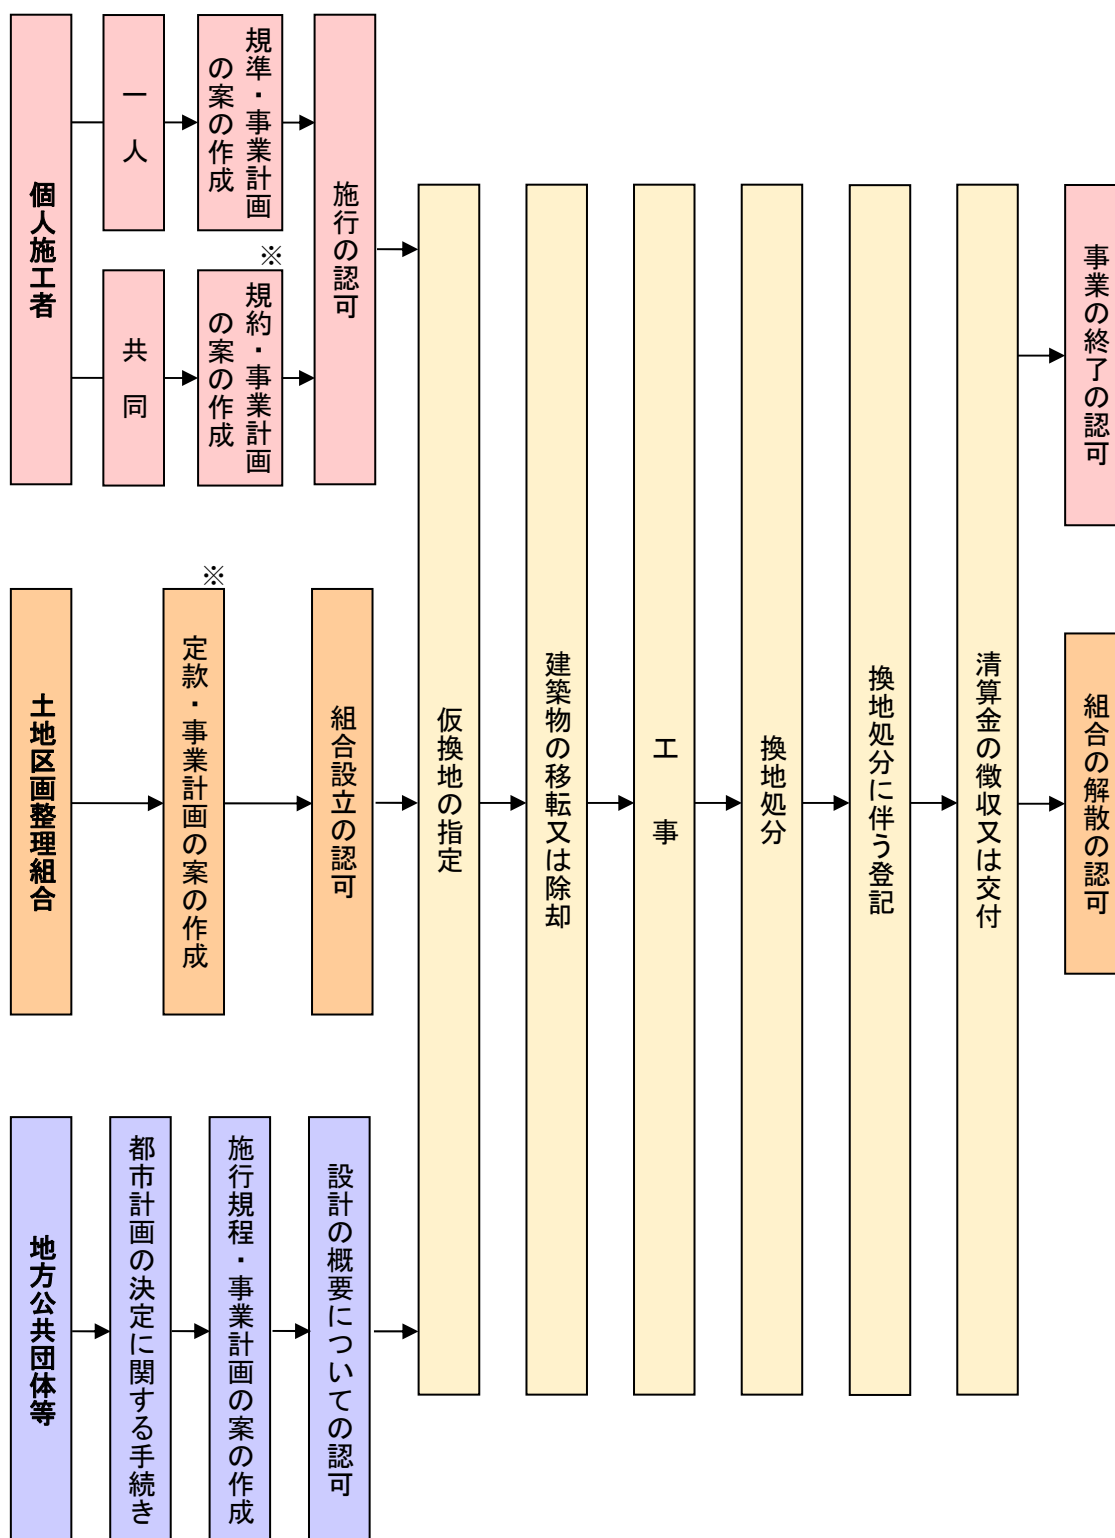 個人施工者
一人
規準・事業計画
の案の作成
施行の認可
共同
※
規約・事業計画
の案の作成
土地区画整理組合
※
定款・事業計画の案の作成
組合設立の認可
地方公共団体等
都市計画の決定に関する手続き
施行規程・事業計画の案の作成
設計の概要についての認可
仮換地の指定
建築物の移転又は除却
工事
換地処分
換地処分に伴う登記
清算金の徴収又は交付
事業の終了の認可
組合の解散の認可